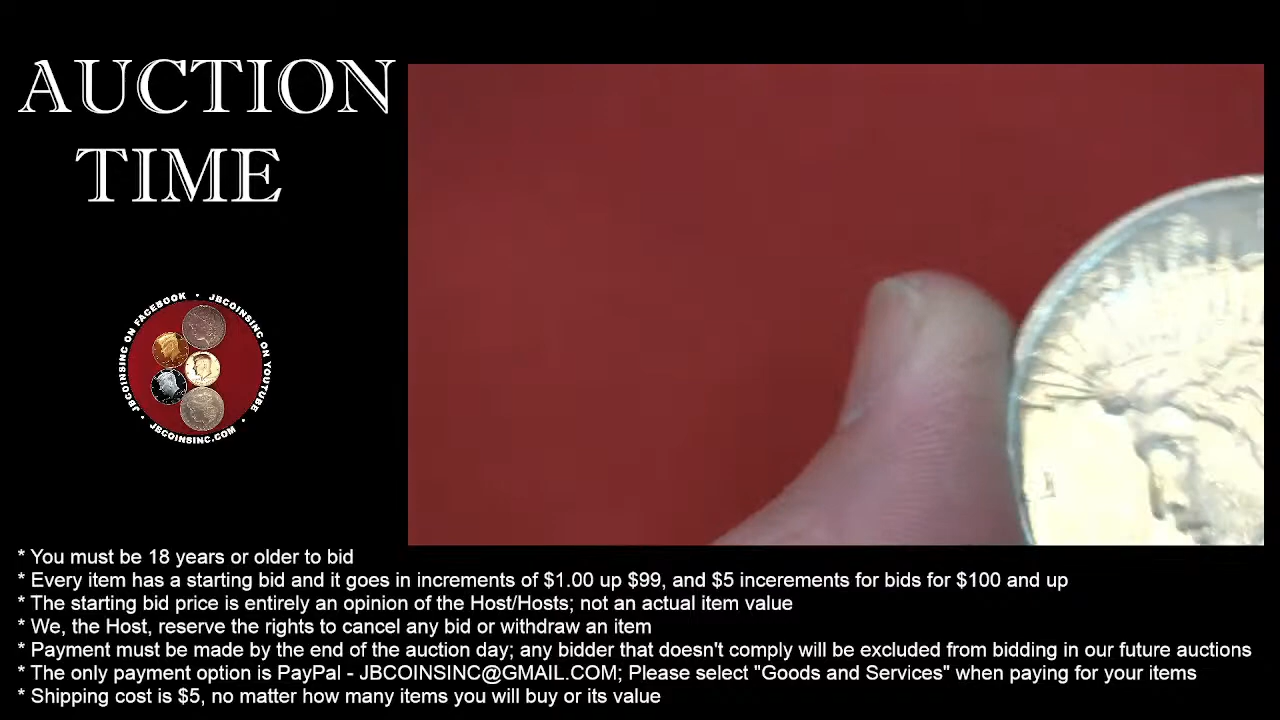 AUCTION
TIME
JBCOINSINC ON FACEBOOK • JBCOINSINC ON YOUTUBE • JBCOINSINC.COM •
* You must be 18 years or older to bid
* Every item has a starting bid and it goes in increments of $1.00 up $99, and $5 incerements for bids for $100 and up
* The starting bid price is entirely an opinion of the Host/Hosts; not an actual item value
* We, the Host, reserve the rights to cancel any bid or withdraw an item
* Payment must be made by the end of the auction day; any bidder that doesn't comply will be excluded from bidding in our future auctions
* The only payment option is PayPal - JBCOINSINC@GMAIL.COM; Please select "Goods and Services" when paying for your items
* Shipping cost is $5, no matter how many items you will buy or its value